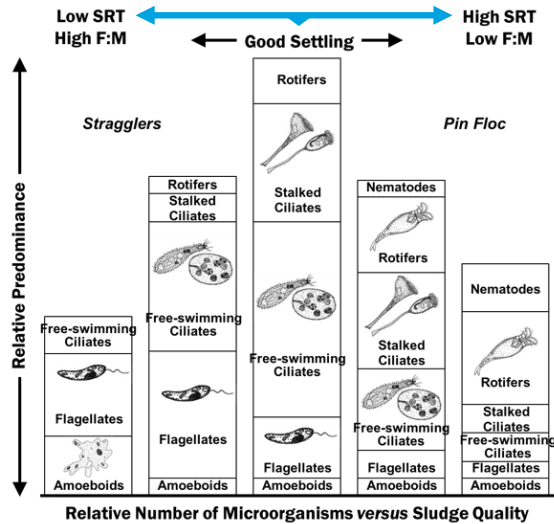 Low SRT
High F:M
High SRT
Low F:M
Good Settling
Stragglers
Pin Floc
Relative Predominance
Free-swimming
Ciliates
Flagellates
Amoeboids
Rotifers
Stalked
Ciliates
Free-swimming
Ciliates
Flagellates
Amoeboids
Rotifers
Stalked
Ciliates
Free-swimming
Ciliates
Flagellates
Amoeboids
Nematodes
Rotifers
Stalked
Ciliates
Free-swimming
Ciliates
Flagellates
Amoeboids
Nematodes
Rotifers
Stalked
Ciliates
Free-swimming
Ciliates
Flagellates
Amoeboids
Relative Number of Microorganisms versus Sludge Quality